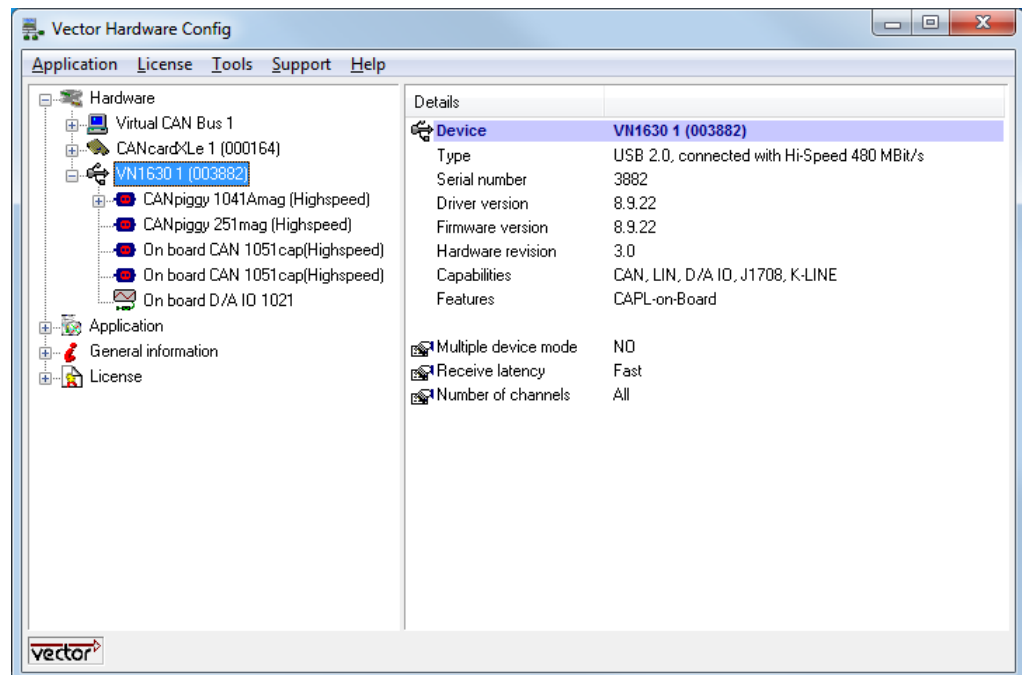 Vector Hardware Config
Application License Tools Support Help
Hardware
Virtual CAN Bus 1
CANcardXLe 1 (000164)
VN1630 1 (003882)
CANpiggy 1041Amag (Highspeed)
CANpiggy 251mag (Highspeed)
On board CAN 1051cap(Highspeed)
On board CAN 1051cap(Highspeed)
On board D/A IO 1021
Application
General information
License
Details
Device VN1630 1 (003882)
Type USB 2.0, connected with Hi-Speed 480 MBit/s
Serial number 3882
Driver version 8.9.22
Firmware version 8.9.22
Hardware revision 3.0
Capabilities CAN, LIN, D/A IO, J1708, K-LINE
Features CAPL-on-Board
Multiple device mode NO
Receive latency Fast
Number of channels All
vector